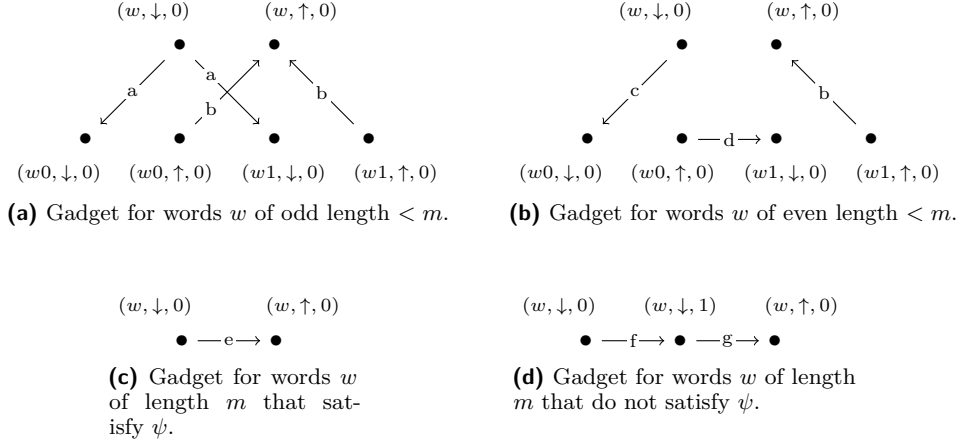 (w, ↓, 0) (w, ↑, 0) (w, ↓, 0) (w, ↑, 0)
a a b b c d b
(w0, ↓, 0) (w0, ↑, 0) (w1, ↓, 0) (w1, ↑, 0) (w0, ↓, 0) (w0, ↑, 0) (w1, ↓, 0) (w1, ↑, 0)
(a) Gadget for words w of odd length < m.
(b) Gadget for words w of even length < m.
(w, ↓, 0) (w, ↑, 0)
e
(c) Gadget for words w
of length m that sat-
isfy ψ.
(w, ↓, 0) (w, ↓, 1) (w, ↑, 0)
f g
(d) Gadget for words w of length
m that do not satisfy ψ.